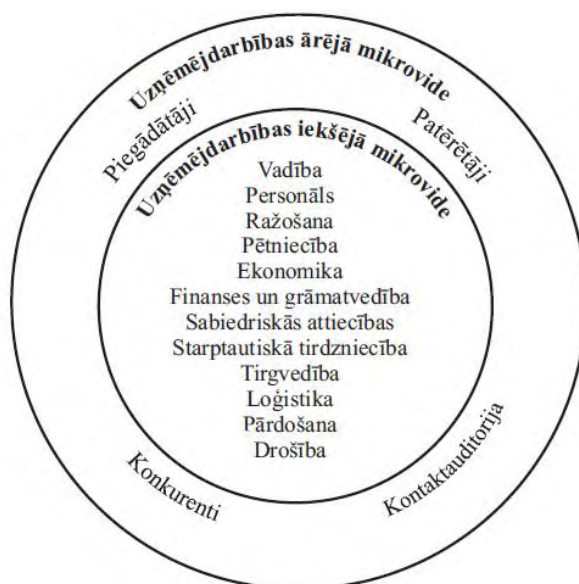 Uzņēmējdarbības ārējā mikrovide
Piegādātāji
Patērētāji
Uzņēmējdarbības iekšējā mikrovide
Vadība
Personāls
Ražošana
Pētniecība
Ekonomika
Finanses un grāmatvedība
Sabiedriskās attiecības
Starptautiskā tirdzniecība
Tirgvedība
Loģistika
Pārdošana
Drošība
Konkurenti
Kontaktauditorija